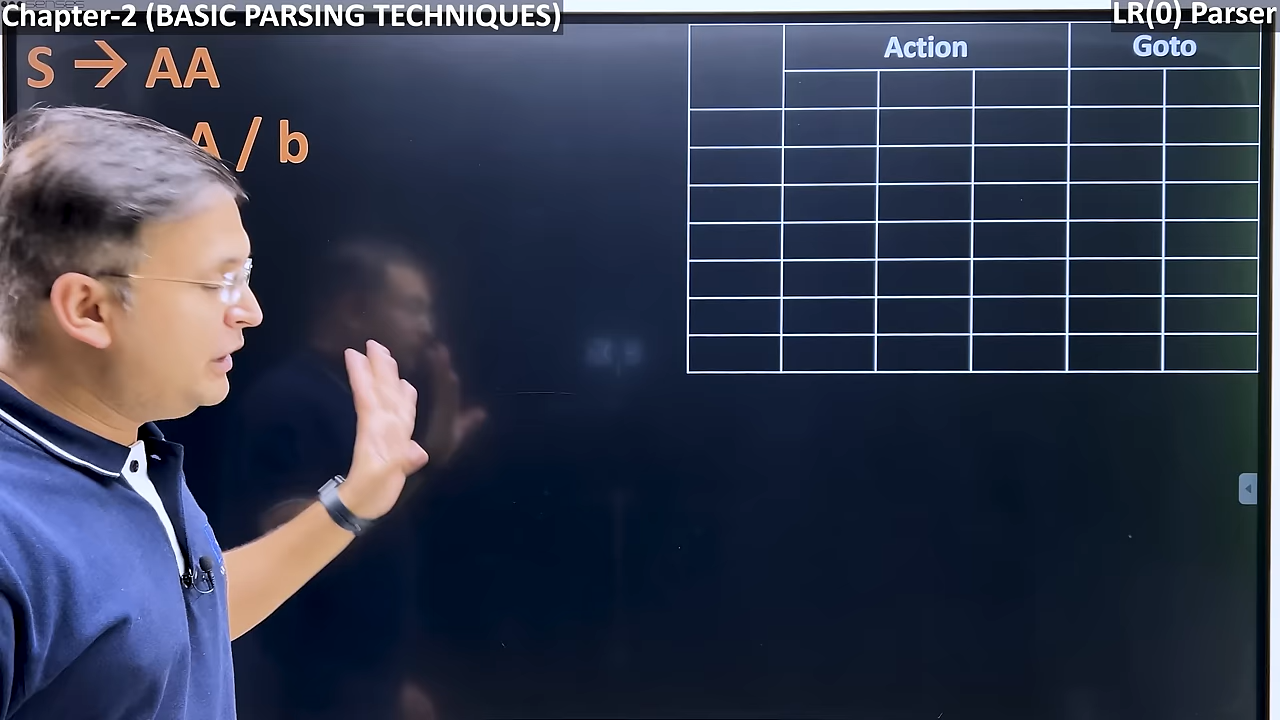 Chapter-2 (BASIC PARSING TECHNIQUES)
LR(0) Parser
S → AA
A / b
Action Goto